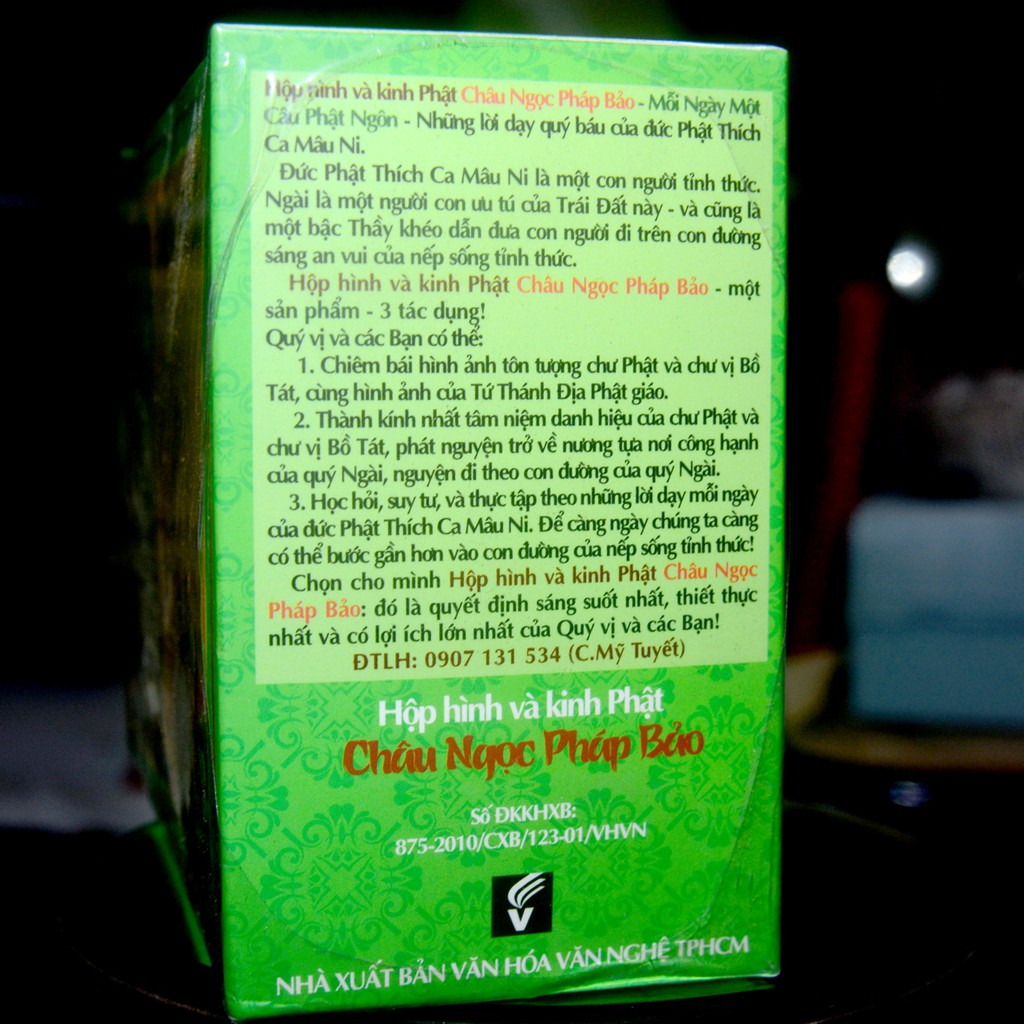 Hộp hình và kinh Phật Châu Ngọc Pháp Bảo - Mỗi Ngày Một
Câu Phật Ngôn - Những lời dạy quý báu của đức Phật Thích
Ca Mâu Ni.
Đức Phật Thích Ca Mâu Ni là một con người tỉnh thức.
Ngài là một người con ưu tú của Trái Đất này - và cũng là
một bậc Thầy khéo dẫn đưa con người đi trên con đường
sáng an vui của nếp sống tỉnh thức.
Hộp hình và kinh Phật Châu Ngọc Pháp Bảo - một
sản phẩm - 3 tác dụng!
Quý vị và các Bạn có thể:
1. Chiêm bái hình ảnh tôn tượng chư Phật và chư vị Bồ
Tát, cùng hình ảnh của Tứ Thánh Địa Phật giáo.
2. Thành kính nhất tâm niệm danh hiệu của chư Phật và
chư vị Bồ Tát, phát nguyện trở về nương tựa nơi công hạnh
của quý Ngài, nguyện đi theo con đường của quý Ngài.
3. Học hỏi, suy tư, và thực tập theo những lời dạy mỗi ngày
của đức Phật Thích Ca Mâu Ni. Để càng ngày chúng ta càng
có thể bước gần hơn vào con đường của nếp sống tỉnh thức!
Chọn cho mình Hộp hình và kinh Phật Châu Ngọc
Pháp Bảo: đó là quyết định sáng suốt nhất, thiết thực
nhất và có lợi ích lớn nhất của Quý vị và các Bạn!
ĐTLH: 0907 131 534 (C.Mỹ Tuyết)
Hộp hình và kinh Phật
Châu Ngọc Pháp Bảo
Số ĐKKHXB:
875-2010/CXB/123-01/VHVN
V
NHÀ XUẤT BẢN VĂN HÓA VĂN NGHỆ TPHCM